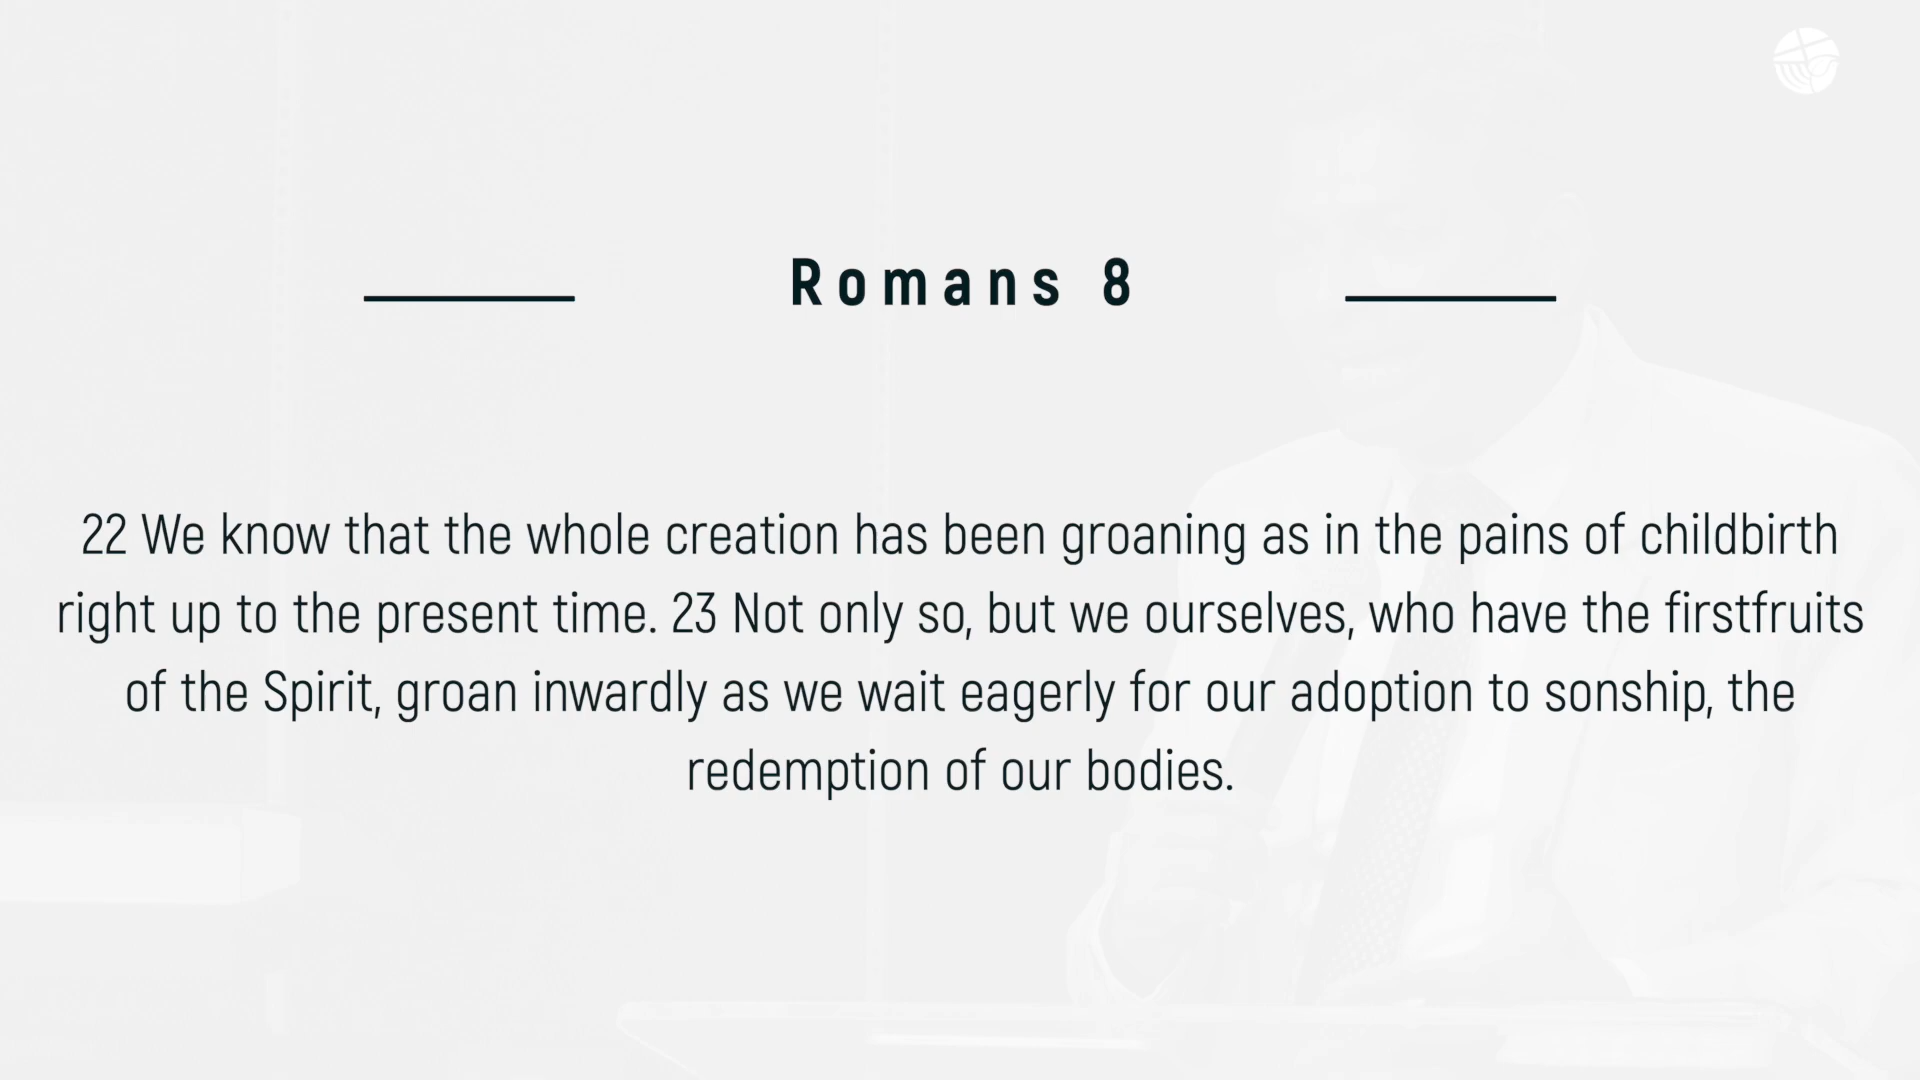 Romans 8
22 We know that the whole creation has been groaning as in the pains of childbirth
right up to the present time. 23 Not only so, but we ourselves, who have the firstfruits
of the Spirit, groan inwardly as we wait eagerly for our adoption to sonship, the
redemption of our bodies.